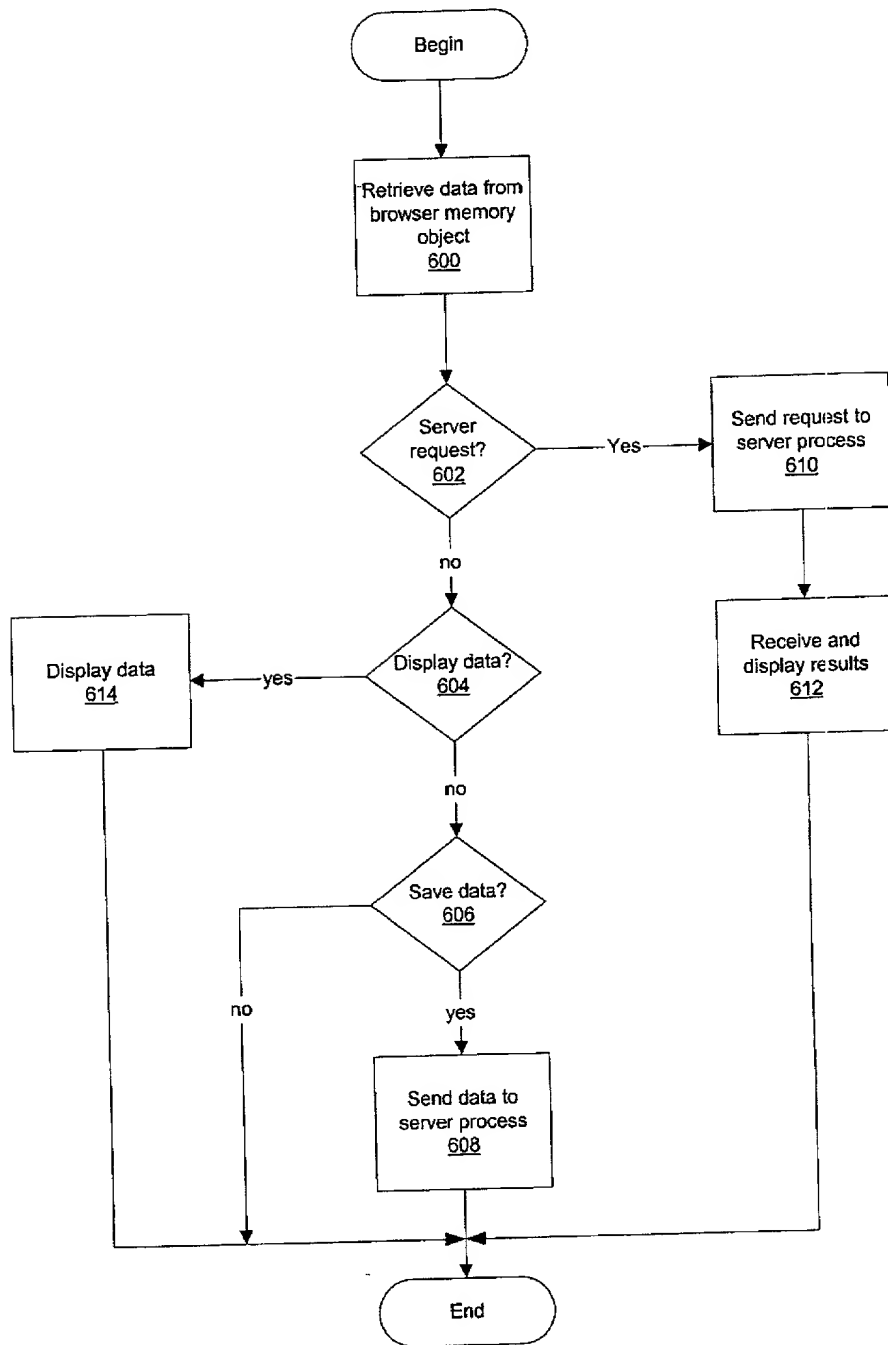 Begin
Retrieve data from
browser memory
object
600
Server
request?
602
Yes
Send request to
server process
610
no
Receive and
display results
612
Display data?
604
yes
Display data
614
no
Save data?
606
no
yes
Send data to
server process
608
End